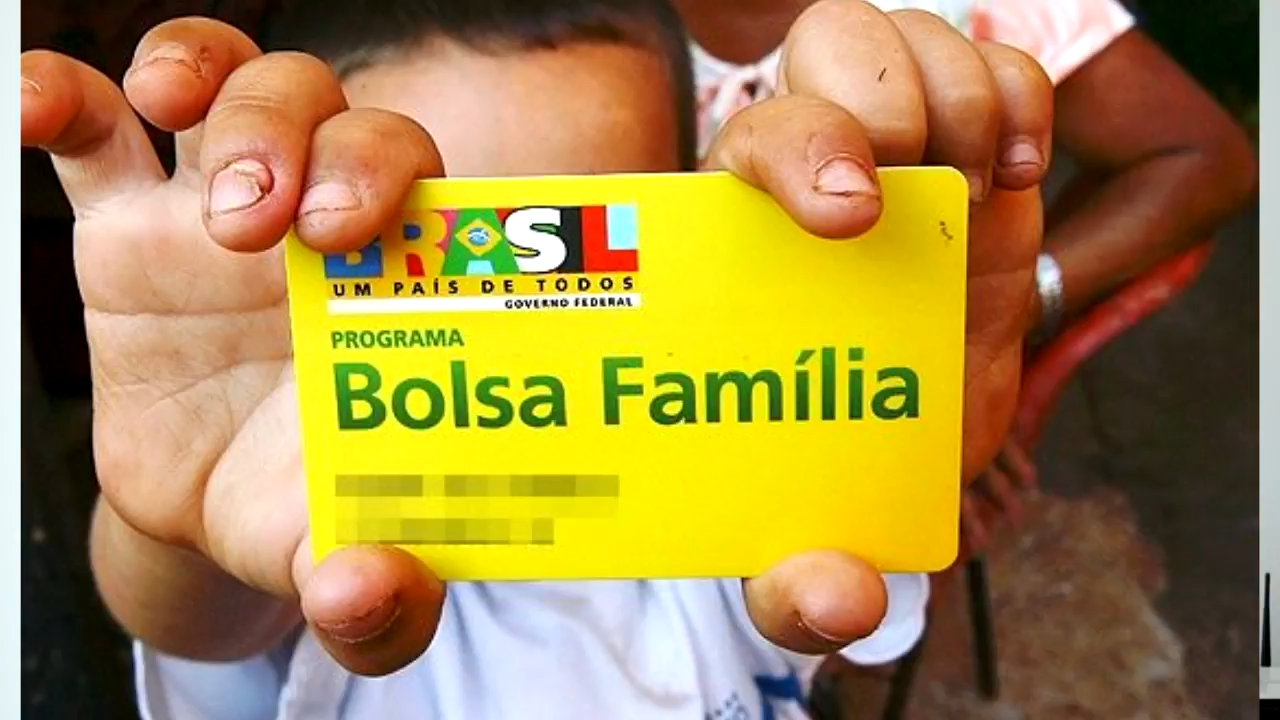 BRASIL
UM PAÍS DE TODOS
GOVERNO FEDERAL
PROGRAMA
Bolsa Família